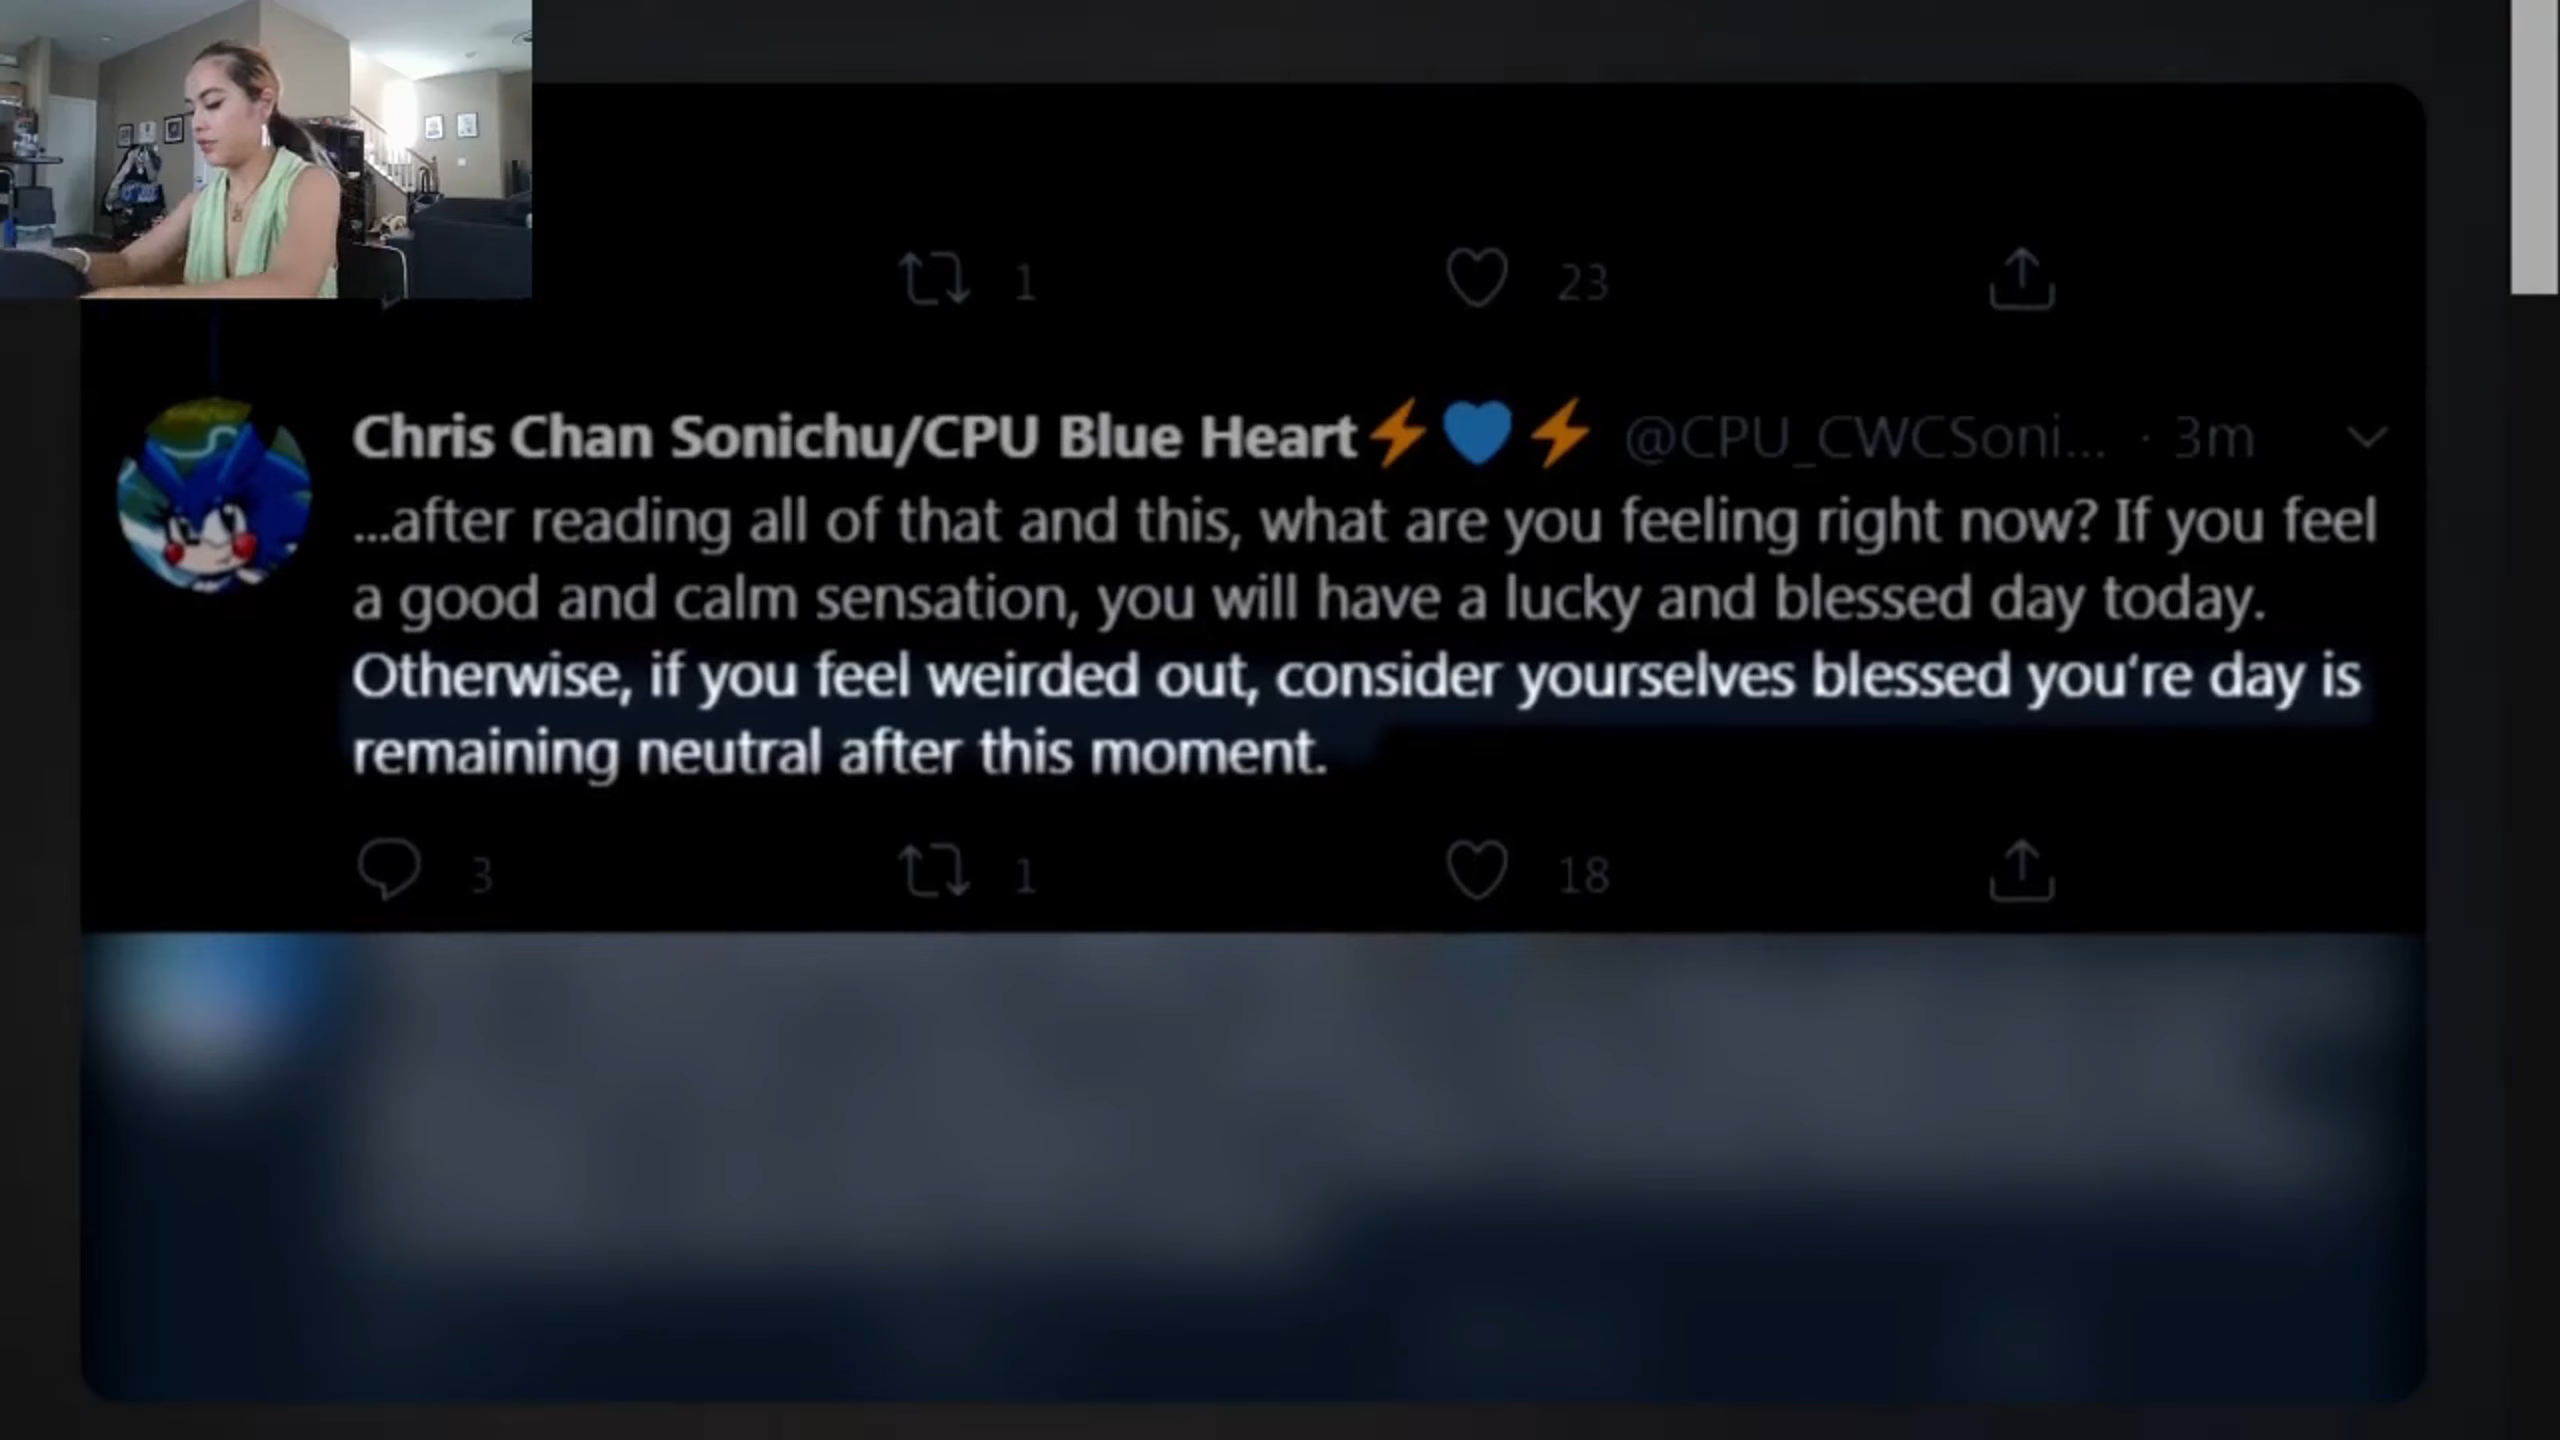 1 23
Chris Chan Sonichu/CPU Blue Heart⚡💙⚡ @CPU_CWCSoni... · 3m
...after reading all of that and this, what are you feeling right now? If you feel
a good and calm sensation, you will have a lucky and blessed day today.
Otherwise, if you feel weirded out, consider yourselves blessed you're day is
remaining neutral after this moment.
3 1 18